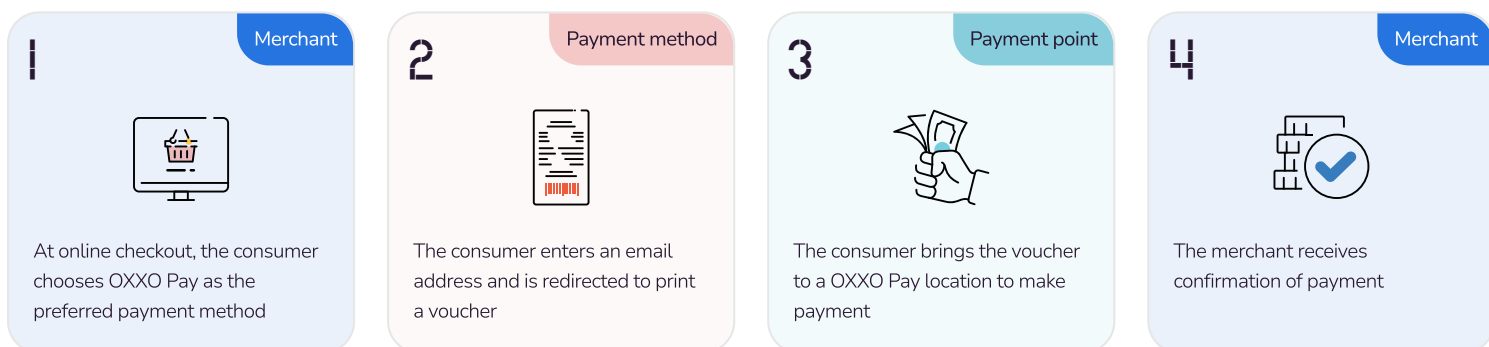 1
Merchant
At online checkout, the consumer
chooses OXXO Pay as the
preferred payment method
2
Payment method
The consumer enters an email
address and is redirected to print
a voucher
3
Payment point
The consumer brings the voucher
to a OXXO Pay location to make
payment
4
Merchant
The merchant receives
confirmation of payment